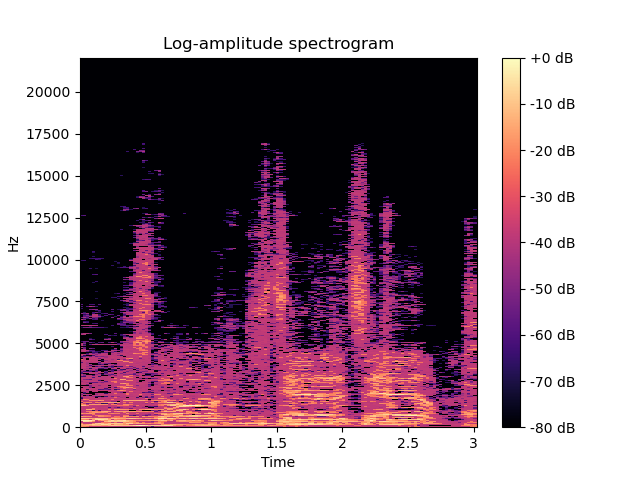 Log-amplitude spectrogram
Hz
20000
17500
15000
12500
10000
7500
5000
2500
0
0 0.5 1 1.5 2 2.5 3
Time
+0 dB
-10 dB
-20 dB
-30 dB
-40 dB
-50 dB
-60 dB
-70 dB
-80 dB